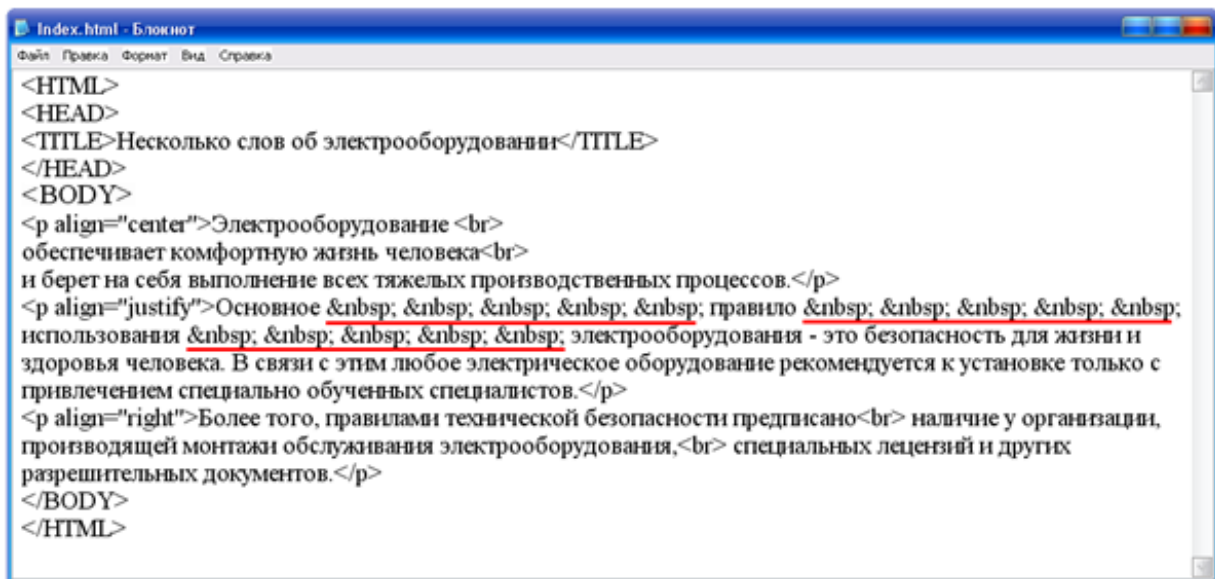 Index.html - Блокнот
Файл Правка Формат Вид Справка
<HTML>
<HEAD>
<TITLE>Несколько слов об электрооборудовании</TITLE>
</HEAD>
<BODY>
<p align="center">Электрооборудование <br>
обеспечивает комфортную жизнь человека<br>
и берет на себя выполнение всех тяжелых производственных процессов.</p>
<p align="justify">Основное &nbsp; &nbsp; &nbsp; &nbsp; &nbsp; правило &nbsp; &nbsp; &nbsp; &nbsp; &nbsp;
использования &nbsp; &nbsp; &nbsp; &nbsp; &nbsp; электрооборудования - это безопасность для жизни и
здоровья человека. В связи с этим любое электрическое оборудование рекомендуется к установке только с
привлечением специально обученных специалистов.</p>
<p align="right">Более того, правилами технической безопасности предписано<br> наличие у организации,
производящей монтажи обслуживания электрооборудования,<br> специальных лецензий и других
разрешительных документов.</p>
</BODY>
</HTML>